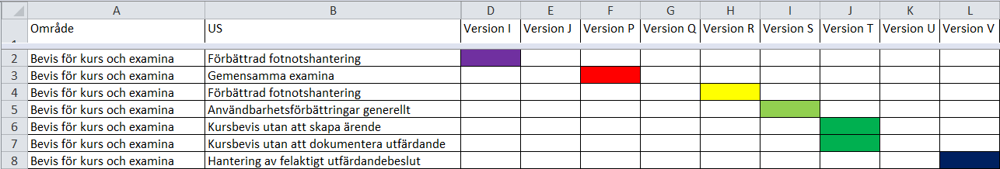 A B D E F G H I J K L
Område US Version I Version J Version P Version Q Version R Version S Version T Version U Version V
2 Bevis för kurs och examina Förbättrad fotnotshantering
3 Bevis för kurs och examina Gemensamma examina
4 Bevis för kurs och examina Förbättrad fotnotshantering
5 Bevis för kurs och examina Användbarhetsförbättringar generellt
6 Bevis för kurs och examina Kursbevis utan att skapa ärende
7 Bevis för kurs och examina Kursbevis utan att dokumentera utfärdande
8 Bevis för kurs och examina Hantering av felaktigt utfärdandebeslut